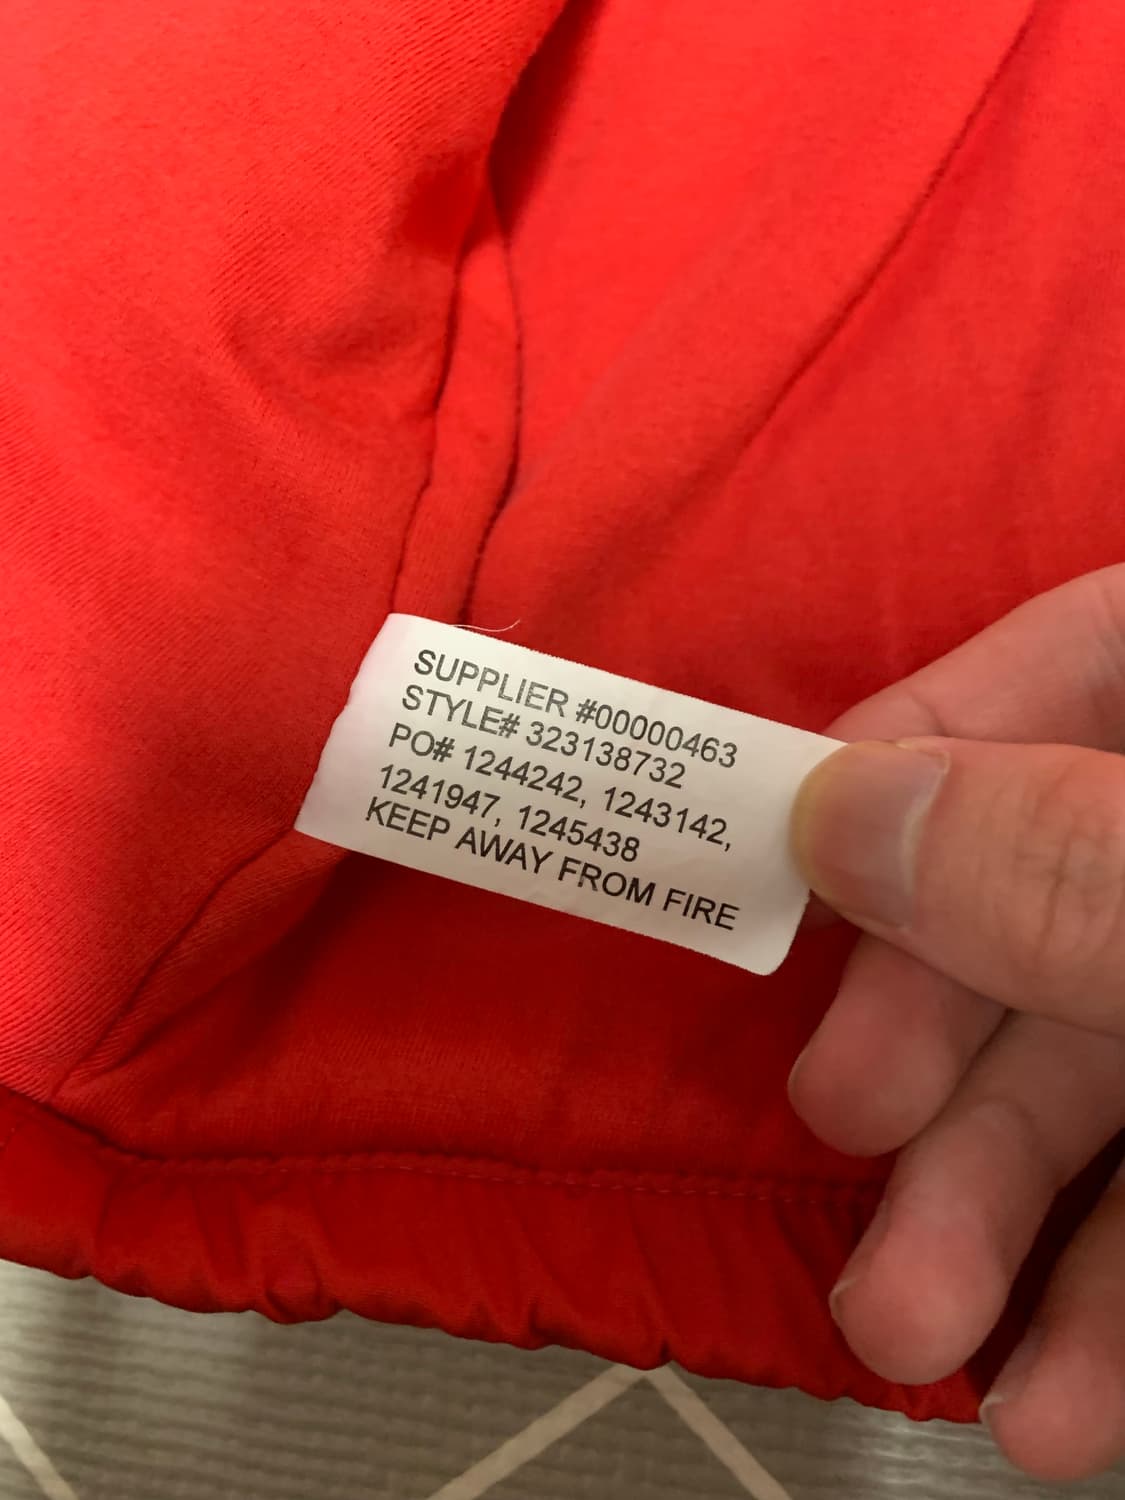 SUPPLIER #00000463
STYLE# 323138732
PO# 1244242, 1243142,
1241947, 1245438
KEEP AWAY FROM FIRE